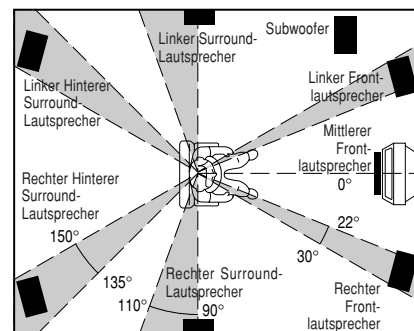 Linker Surround-
Lautsprecher
Subwoofer
Linker Front-
lautsprecher
Linker Hinterer
Surround-
Lautsprecher
Mittlerer
Front-
lautsprecher
0°
Rechter Hinterer
Surround-
Lautsprecher
150°
135°
110°
90°
Rechter Surround-
Lautsprecher
22°
30°
Rechter
Front-
lautsprecher